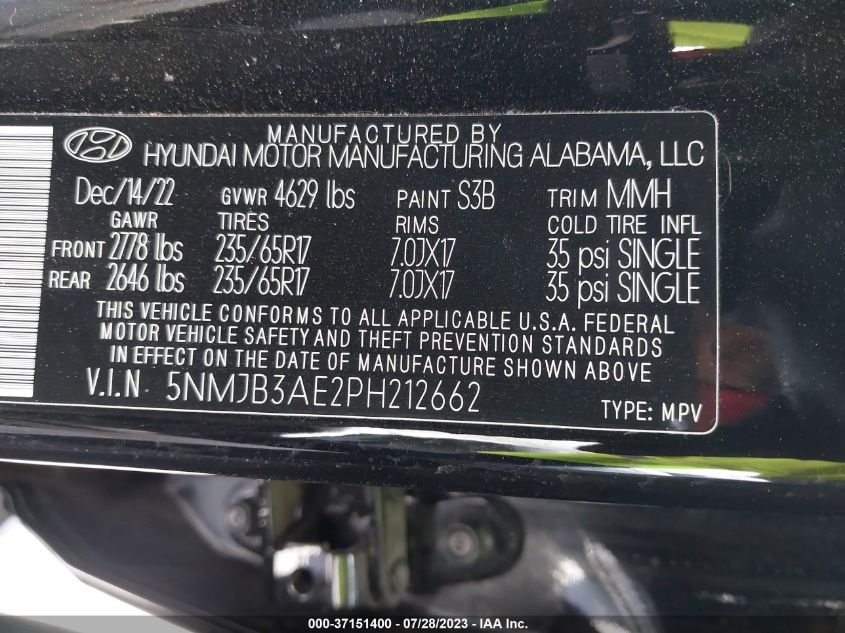 MANUFACTURED BY
HYUNDAI MOTOR MANUFACTURING ALABAMA, LLC
Dec/14/22 GVWR 4629 lbs PAINT S3B TRIM MMH
GAWR TIRES RIMS COLD TIRE INFL
FRONT 2778 lbs 235/65R17 7.0JX17 35 psi SINGLE
REAR 2646 lbs 235/65R17 7.0JX17 35 psi SINGLE
THIS VEHICLE CONFORMS TO ALL APPLICABLE U.S.A. FEDERAL
MOTOR VEHICLE SAFETY AND THEFT PREVENTION STANDARDS
IN EFFECT ON THE DATE OF MANUFACTURE SHOWN ABOVE
V.I.N 5NMJB3AE2PH212662
TYPE: MPV
000-37151400 - 07/28/2023 - IAA Inc.